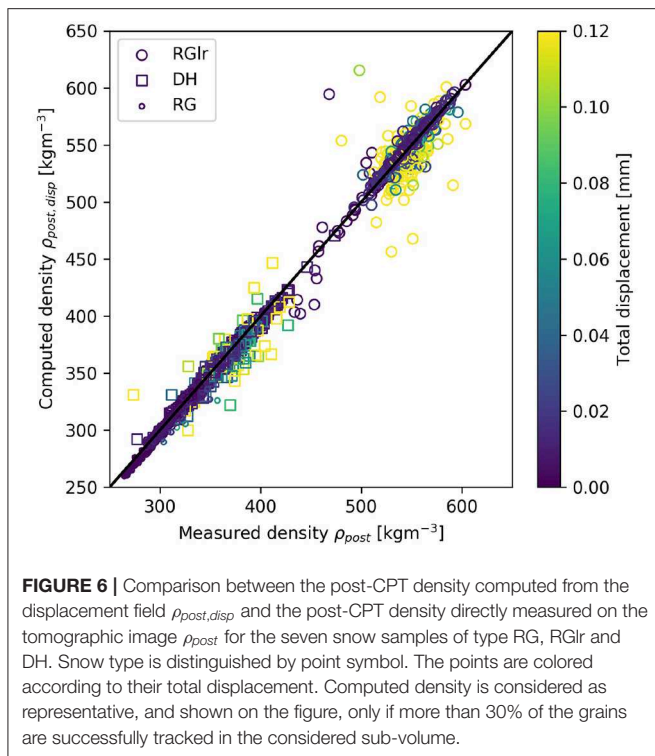 650
600
550
500
450
400
350
300
250
Computed density ρpost, disp [kgm−3]
RGlr
DH
RG
300
400
500
600
Measured density ρpost [kgm−3]
0.12
0.10
0.08
0.06
0.04
0.02
0.00
Total displacement [mm]
FIGURE 6 | Comparison between the post-CPT density computed from the
displacement field ρpost,disp and the post-CPT density directly measured on the
tomographic image ρpost for the seven snow samples of type RG, RGlr and
DH. Snow type is distinguished by point symbol. The points are colored
according to their total displacement. Computed density is considered as
representative, and shown on the figure, only if more than 30% of the grains
are successfully tracked in the considered sub-volume.